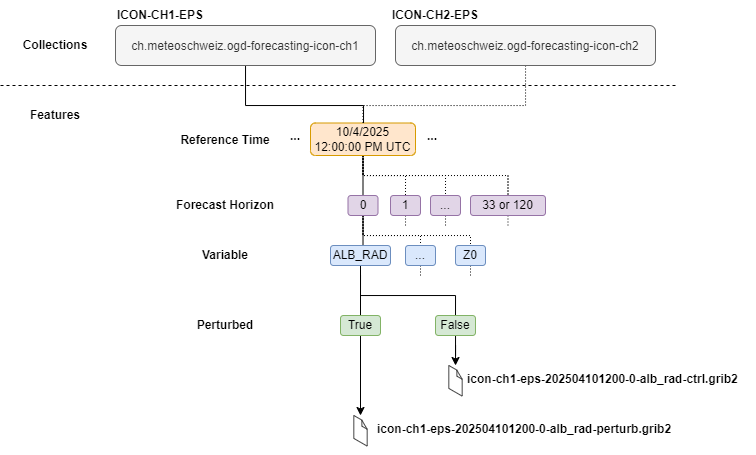 ICON-CH1-EPS
ICON-CH2-EPS
Collections
ch.meteoschweiz.ogd-forecasting-icon-ch1
ch.meteoschweiz.ogd-forecasting-icon-ch2
Features
Reference Time
...
10/4/2025
12:00:00 PM UTC
...
Forecast Horizon
0
1
...
33 or 120
Variable
ALB_RAD
...
Z0
Perturbed
True
False
icon-ch1-eps-202504101200-0-alb_rad-ctrl.grib2
icon-ch1-eps-202504101200-0-alb_rad-perturb.grib2